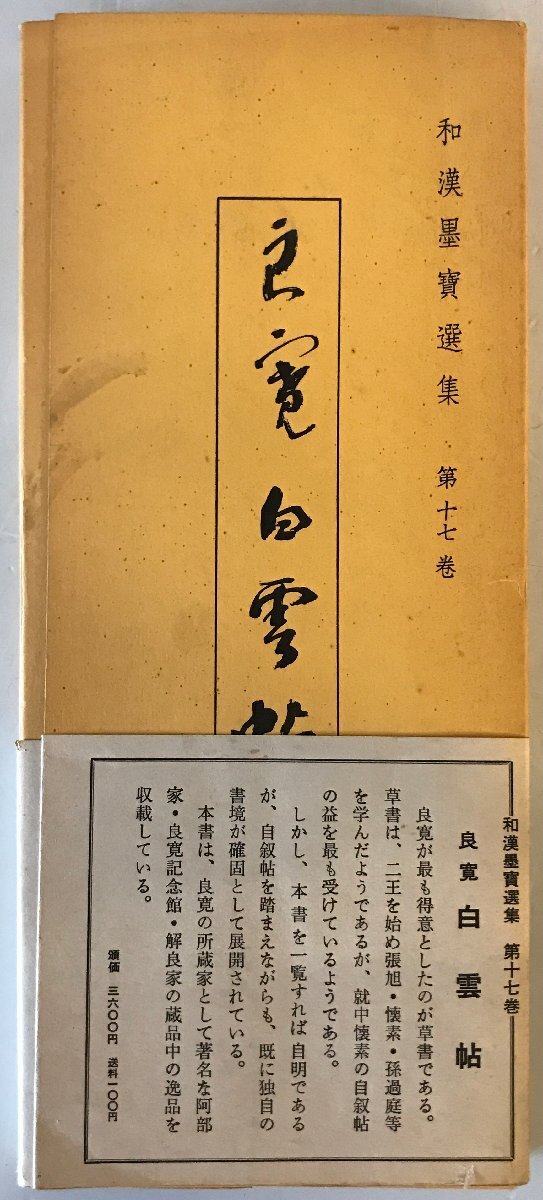 和漢墨寶選集 第十七巻
良寛白雲帖
和漢墨寶選集 第十七巻
良寛 白雲帖
良寛が最も得意としたのが草書である。
草書は、二王を始め張旭・懐素・孫過庭等
を学んだようであるが、就中懐素の自叙帖
の益を最も受けているようである。
しかし、本書を一覧すれば自明である
が、自叙帖を踏まえながらも、既に独自の
書境が確固として展開されている。
本書は、良寛の所蔵家として著名な阿部
家・良寛記念館・解良家の蔵品中の逸品を
収載している。
頒価 三六〇〇円 送料一〇〇円